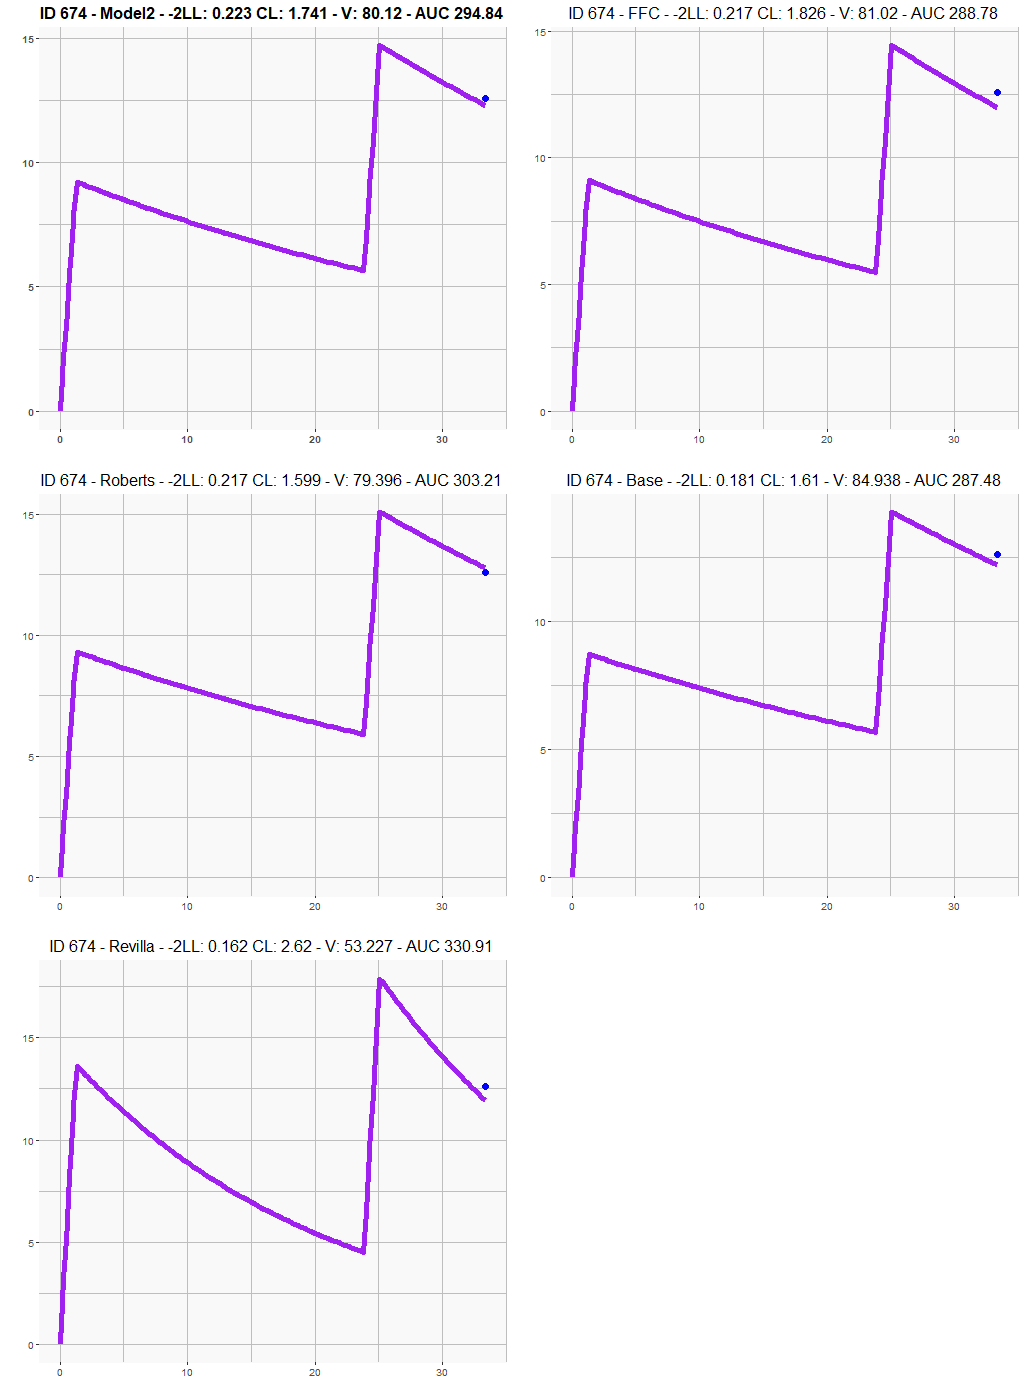 ID 674 - Model2 - -2LL: 0.223 CL: 1.741 - V: 80.12 - AUC 294.84
15
10
5
0
0 10 20 30
ID 674 - FFC - -2LL: 0.217 CL: 1.826 - V: 81.02 - AUC 288.78
15
10
5
0
0 10 20 30
ID 674 - Roberts - -2LL: 0.217 CL: 1.599 - V: 79.396 - AUC 303.21
15
10
5
0
0 10 20 30
ID 674 - Base - -2LL: 0.181 CL: 1.61 - V: 84.938 - AUC 287.48
10
5
0
0 10 20 30
ID 674 - Revilla - -2LL: 0.162 CL: 2.62 - V: 53.227 - AUC 330.91
15
10
5
0
0 10 20 30